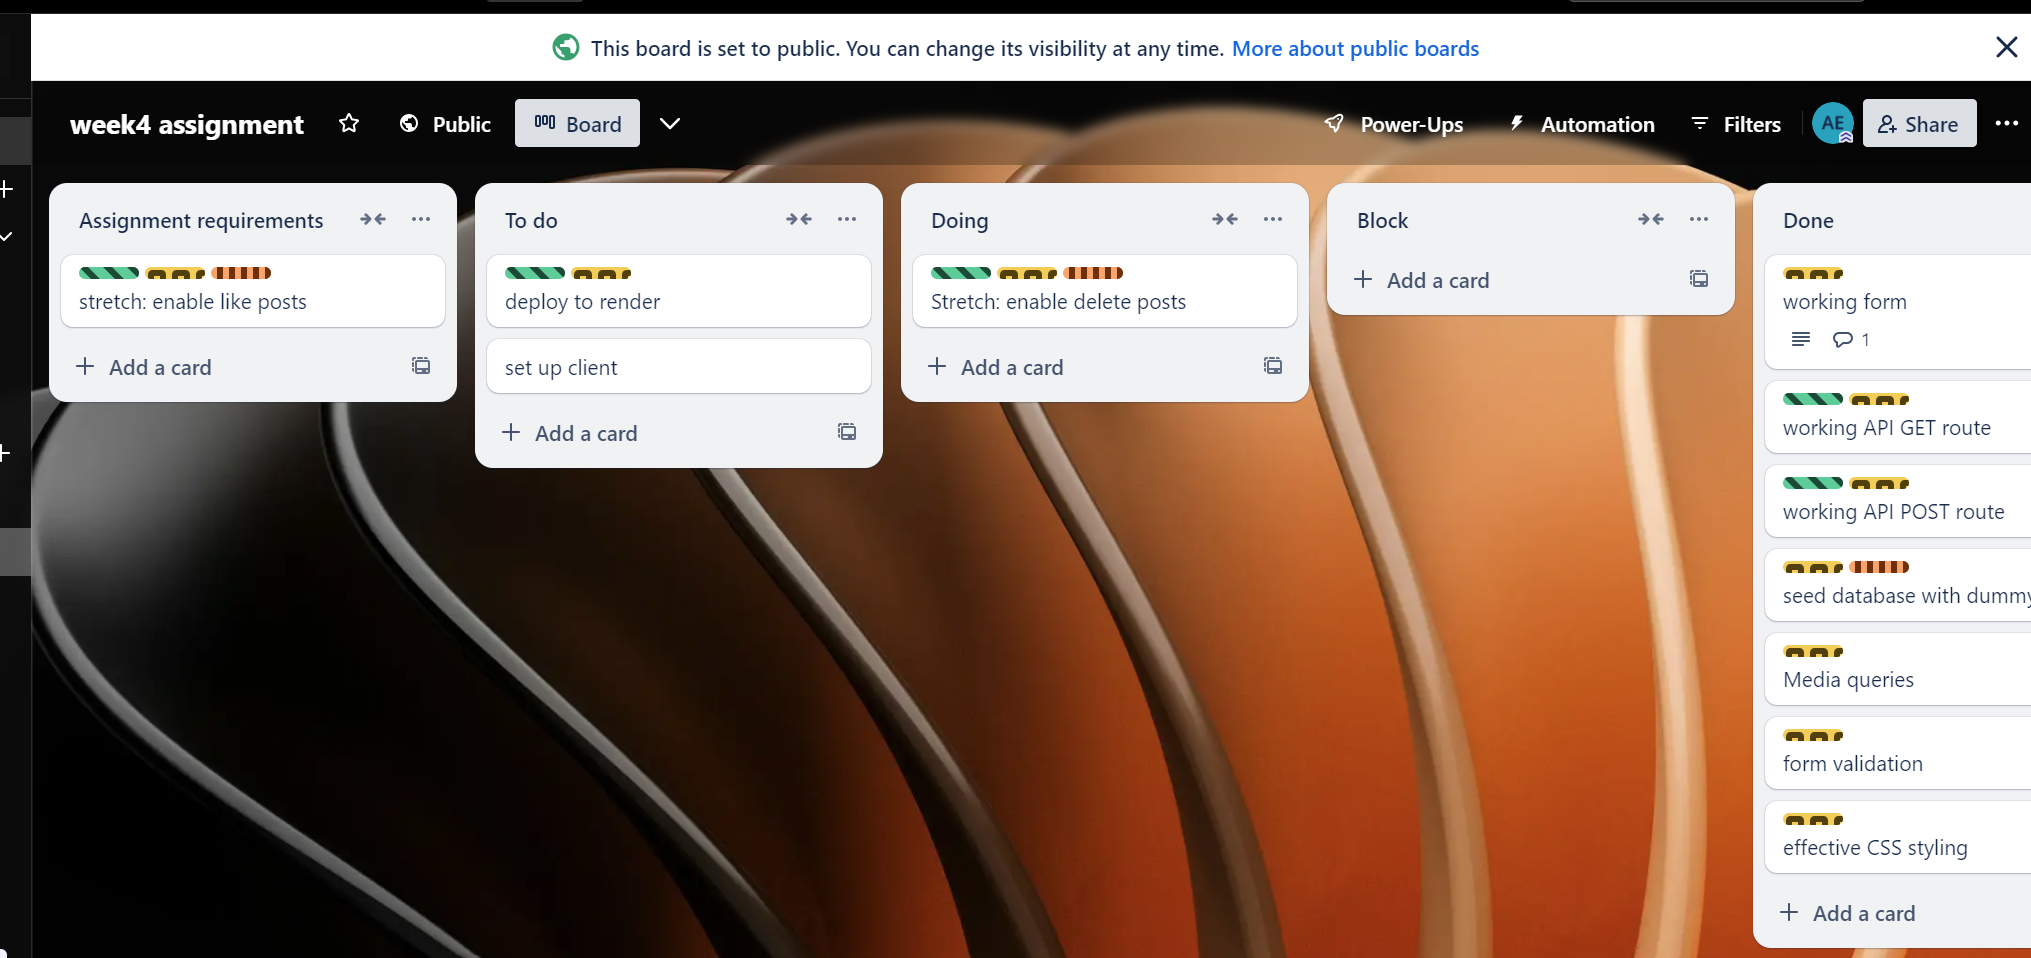 This board is set to public. You can change its visibility at any time. More about public boards
week4 assignment
Public
Board
Power-Ups
Automation
Filters
AE
Share
Assignment requirements
stretch: enable like posts
Add a card
To do
deploy to render
set up client
Add a card
Doing
Stretch: enable delete posts
Add a card
Block
Add a card
Done
working form
1
working API GET route
working API POST route
seed database with dummy
Media queries
form validation
effective CSS styling
Add a card